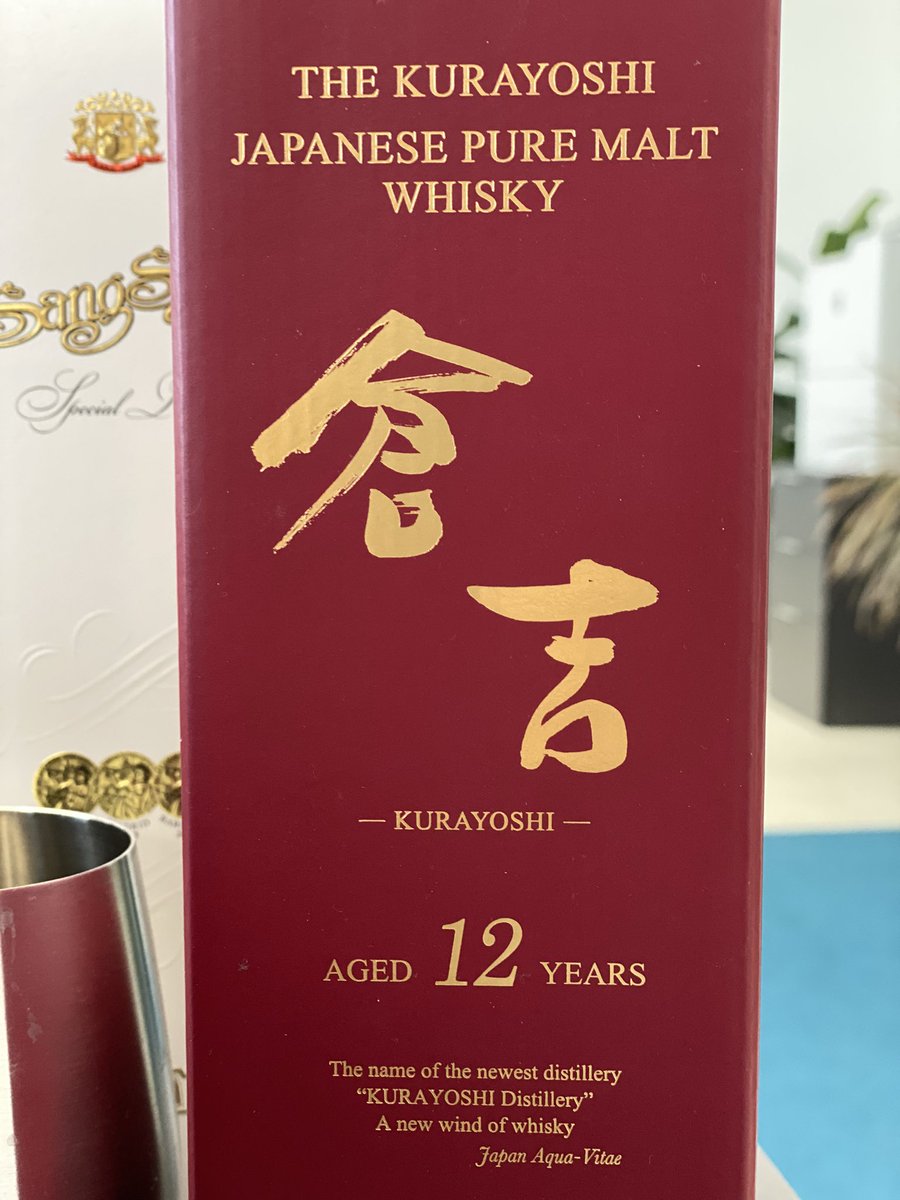 THE KURAYOSHI
JAPANESE PURE MALT
WHISKY
倉吉
— KURAYOSHI —
AGED 12 YEARS
The name of the newest distillery
“KURAYOSHI Distillery”
A new wind of whisky
Japan Aqua-Vitae
Special